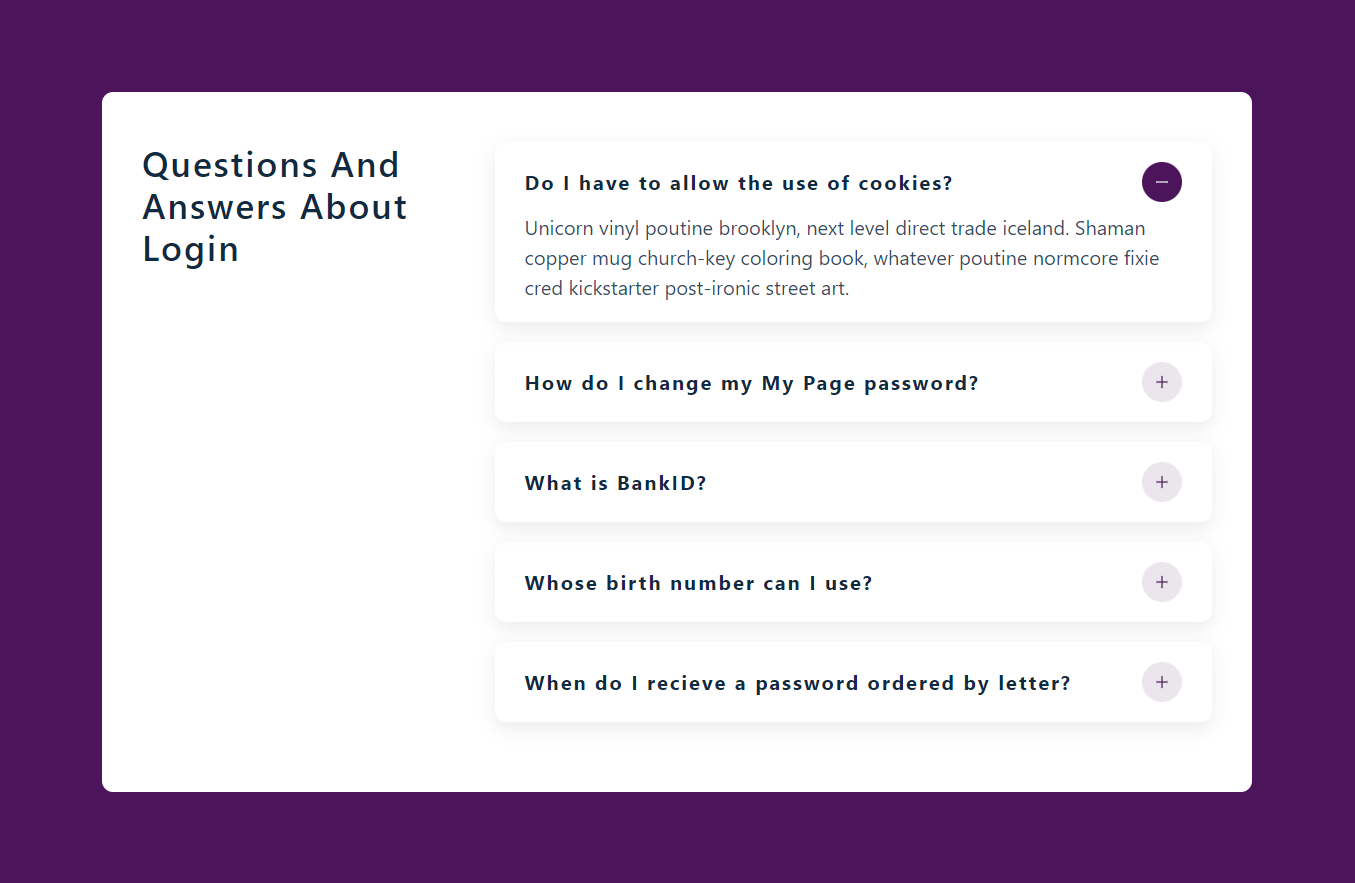 Questions And
Answers About
Login
Do I have to allow the use of cookies?
Unicorn vinyl poutine brooklyn, next level direct trade iceland. Shaman
copper mug church-key coloring book, whatever poutine normcore fixie
cred kickstarter post-ironic street art.
How do I change my My Page password?
What is BankID?
Whose birth number can I use?
When do I recieve a password ordered by letter?